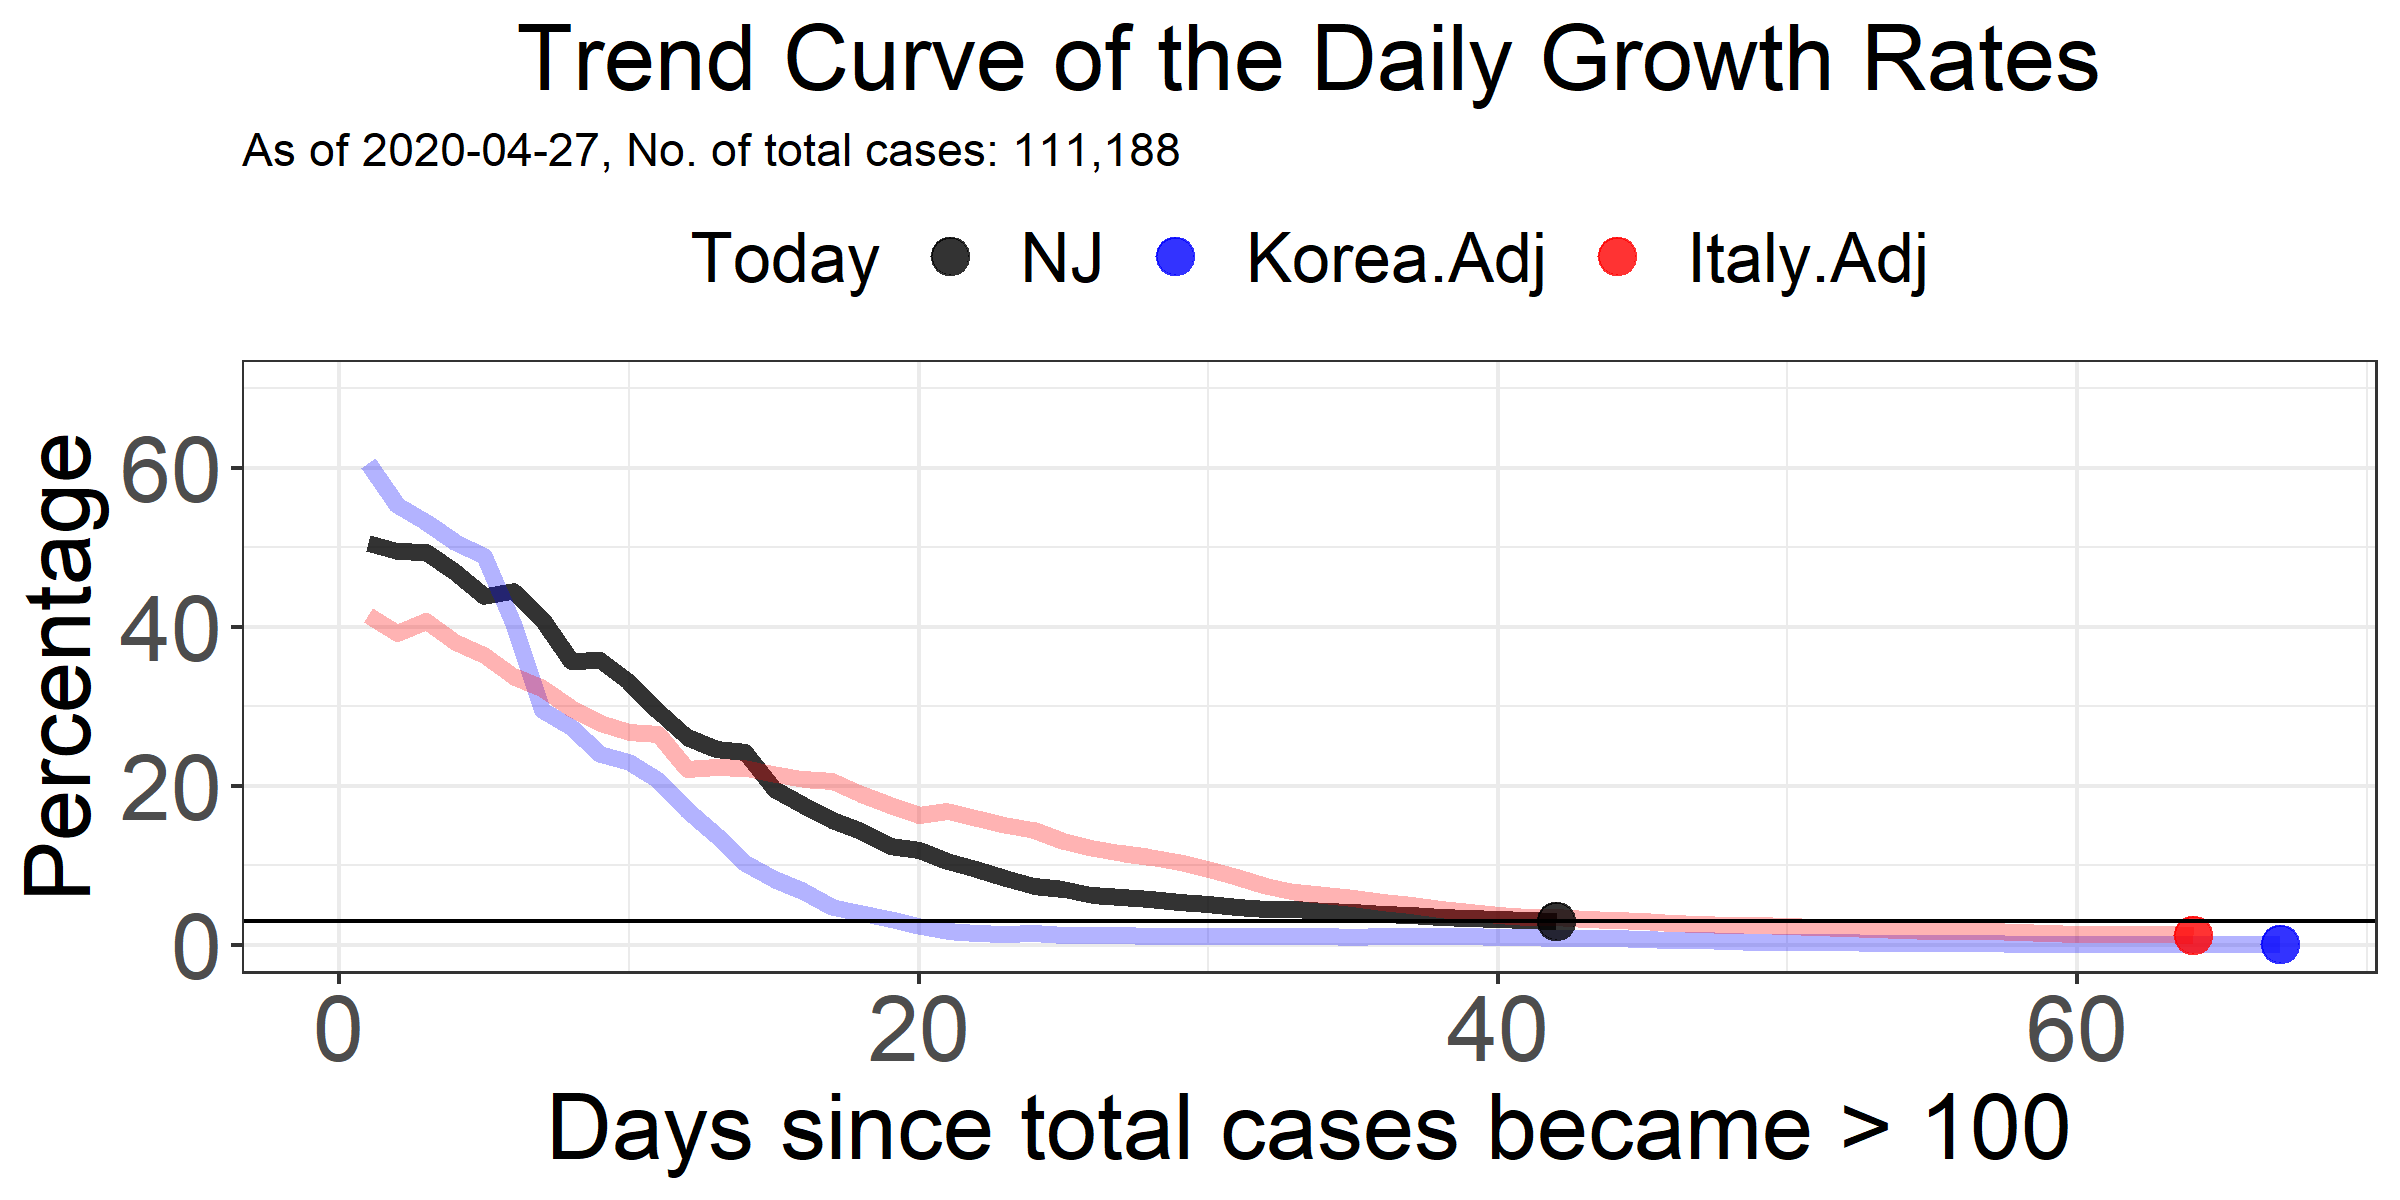 Trend Curve of the Daily Growth Rates
As of 2020-04-27, No. of total cases: 111,188
Today NJ Korea.Adj Italy.Adj
Percentage
60
40
20
0
0 20 40 60
Days since total cases became > 100